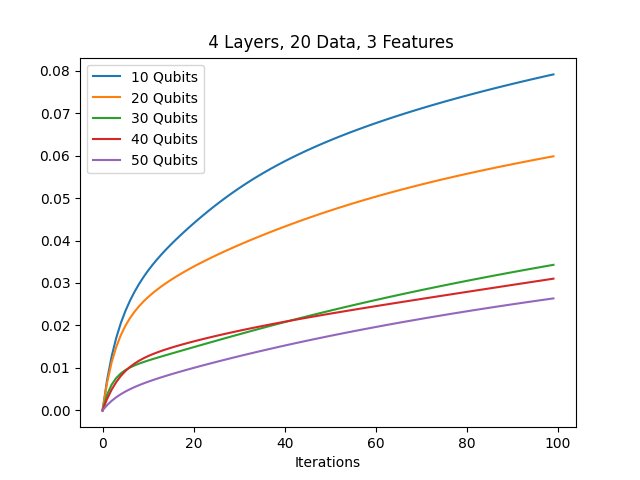 4 Layers, 20 Data, 3 Features
0.08
0.07
0.06
0.05
0.04
0.03
0.02
0.01
0.00
10 Qubits
20 Qubits
30 Qubits
40 Qubits
50 Qubits
0 20 40 60 80 100
Iterations